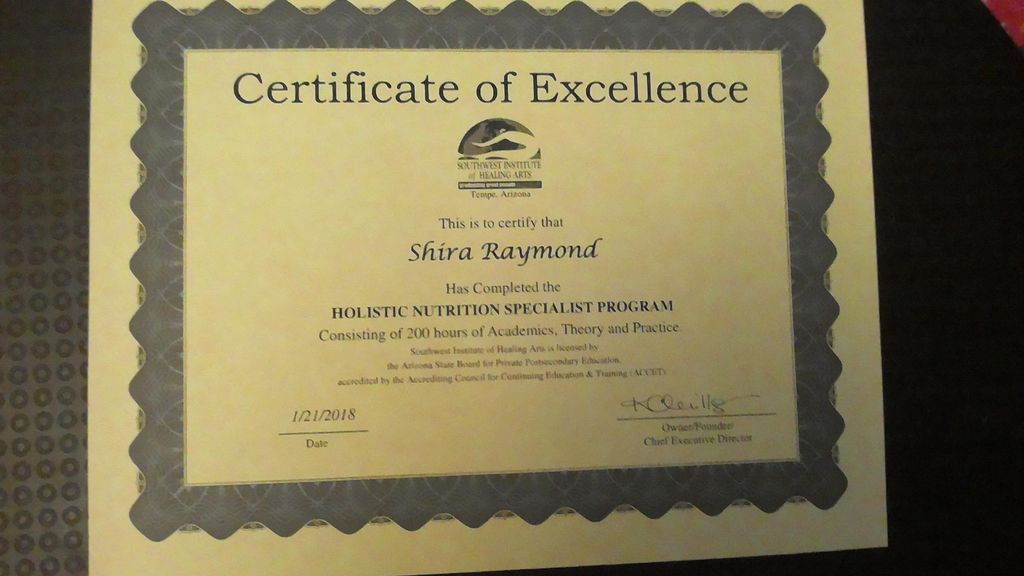 Certificate of Excellence
SOUTHWEST INSTITUTE
of HEALING ARTS
Tempe, Arizona
This is to certify that
Shira Raymond
Has Completed the
HOLISTIC NUTRITION SPECIALIST PROGRAM
Consisting of 200 hours of Academics, Theory and Practice.
Southwest Institute of Healing Arts is licensed by
the Arizona State Board for Private Postsecondary Education,
accredited by the Accrediting Council for Continuing Education & Training (ACCET)
1/21/2018
Date
Owner/Founder/
Chief Executive Director